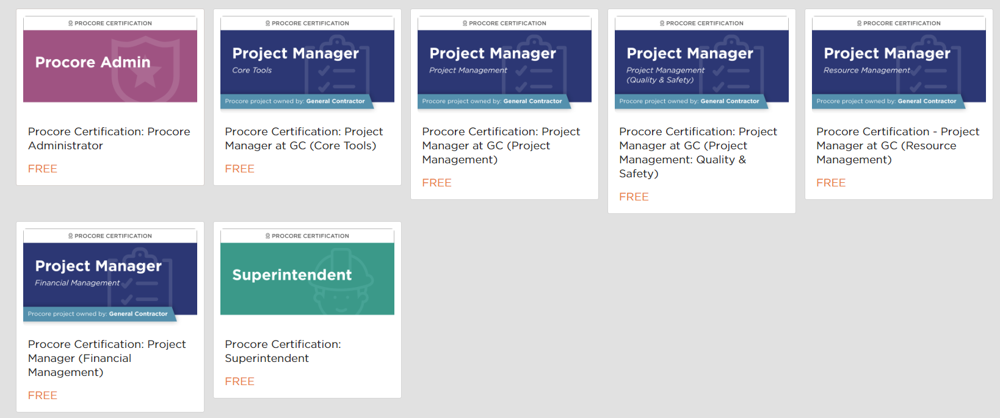 PROCORE CERTIFICATION
Procore Admin
Procore Certification: Procore
Administrator
FREE
PROCORE CERTIFICATION
Project Manager
Core Tools
Procore project owned by: General Contractor
Procore Certification: Project
Manager at GC (Core Tools)
FREE
PROCORE CERTIFICATION
Project Manager
Project Management
Procore project owned by: General Contractor
Procore Certification: Project
Manager at GC (Project
Management)
FREE
PROCORE CERTIFICATION
Project Manager
Project Management
(Quality & Safety)
Procore project owned by: General Contractor
Procore Certification: Project
Manager at GC (Project
Management: Quality &
Safety)
FREE
PROCORE CERTIFICATION
Project Manager
Resource Management
Procore project owned by: General Contractor
Procore Certification - Project
Manager at GC (Resource
Management)
FREE
PROCORE CERTIFICATION
Project Manager
Financial Management
Procore project owned by: General Contractor
Procore Certification: Project
Manager (Financial
Management)
FREE
PROCORE CERTIFICATION
Superintendent
Procore Certification:
Superintendent
FREE